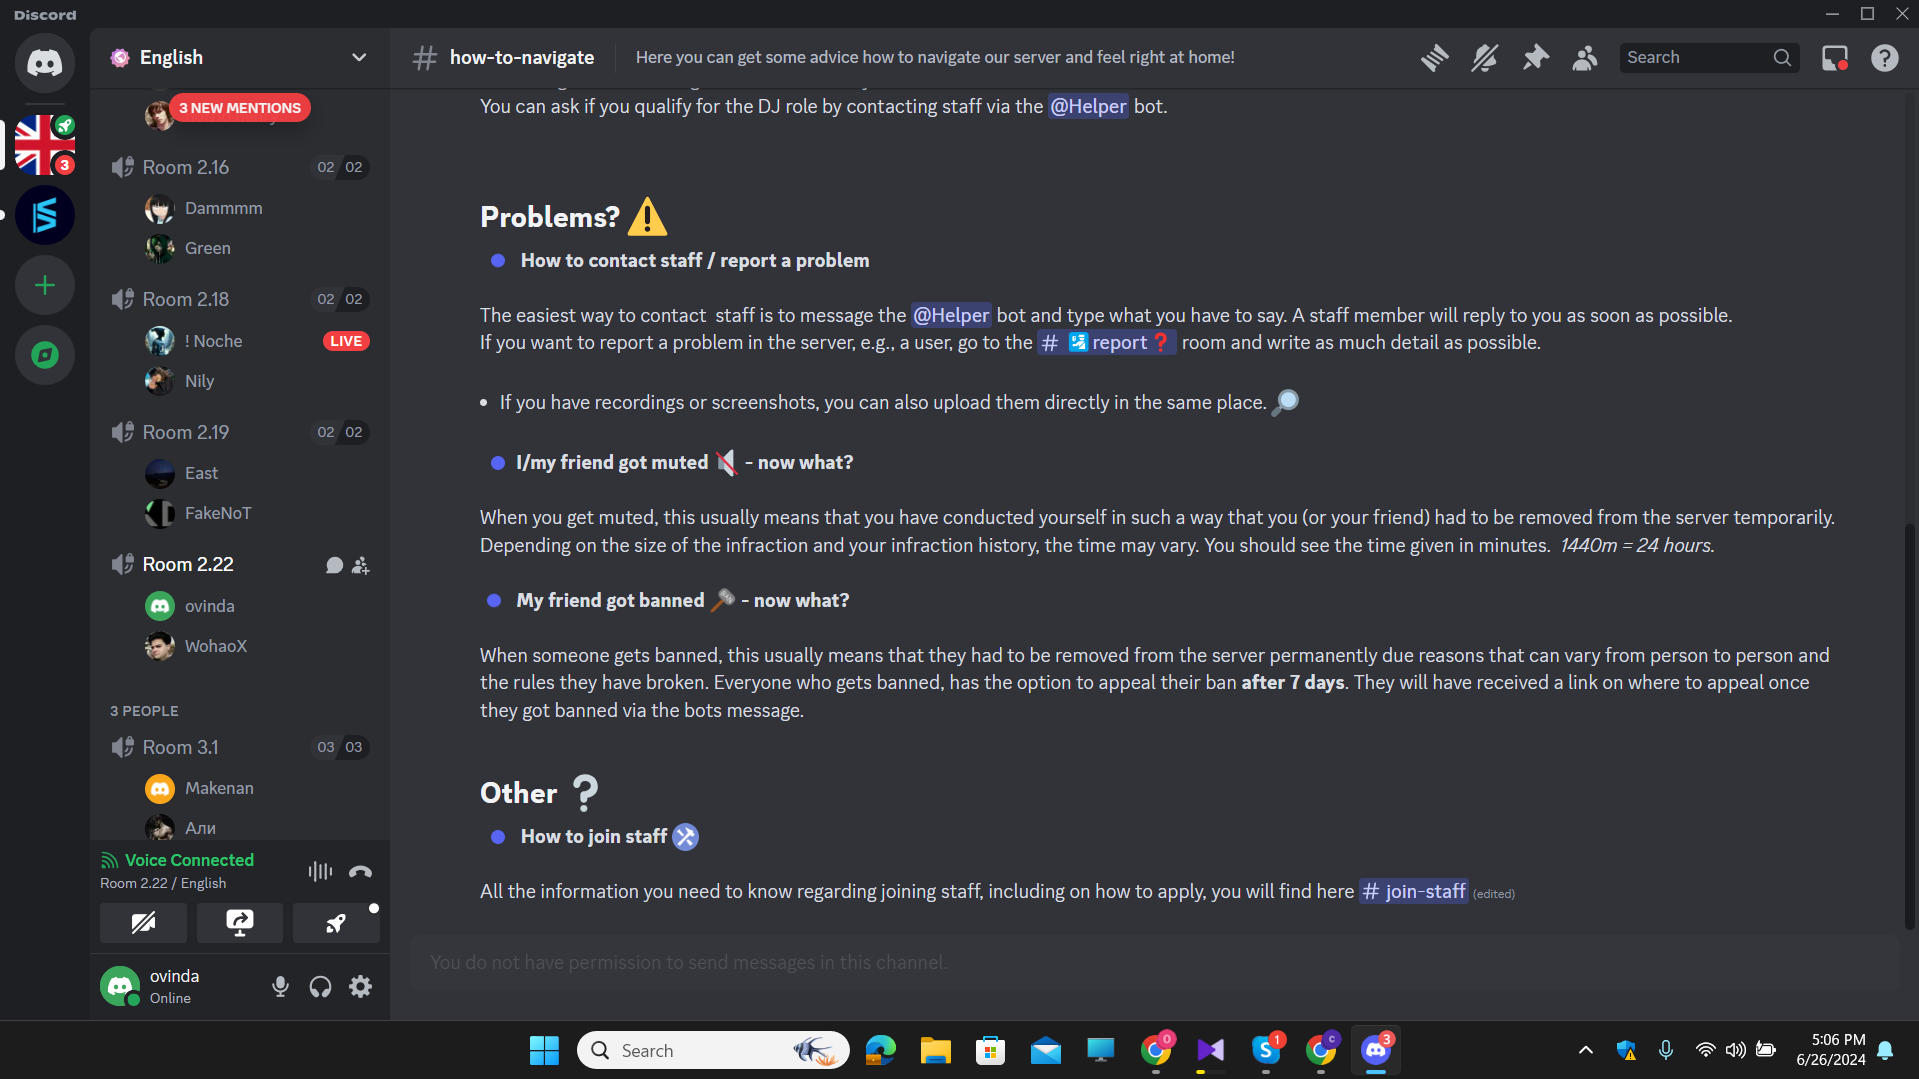 Discord
English
how-to-navigate
Here you can get some advice how to navigate our server and feel right at home!
Search
3 NEW MENTIONS
3
Room 2.16
02 02
Dammmm
Green
Room 2.18
02 02
! Noche
LIVE
Nily
Room 2.19
02 02
East
FakeNoT
Room 2.22
ovinda
WohaoX
3 PEOPLE
Room 3.1
03 03
Makenan
Али
Voice Connected
Room 2.22 / English
ovinda
Online
You can ask if you qualify for the DJ role by contacting staff via the @Helper bot.
Problems? ⚠️
How to contact staff / report a problem
The easiest way to contact staff is to message the @Helper bot and type what you have to say. A staff member will reply to you as soon as possible.
If you want to report a problem in the server, e.g., a user, go to the # report❓ room and write as much detail as possible.
• If you have recordings or screenshots, you can also upload them directly in the same place.
I/my friend got muted - now what?
When you get muted, this usually means that you have conducted yourself in such a way that you (or your friend) had to be removed from the server temporarily.
Depending on the size of the infraction and your infraction history, the time may vary. You should see the time given in minutes. 1440m = 24 hours.
My friend got banned - now what?
When someone gets banned, this usually means that they had to be removed from the server permanently due reasons that can vary from person to person and
the rules they have broken. Everyone who gets banned, has the option to appeal their ban after 7 days. They will have received a link on where to appeal once
they got banned via the bots message.
Other ❔
How to join staff
All the information you need to know regarding joining staff, including on how to apply, you will find here # join-staff (edited)
You do not have permission to send messages in this channel.
Search
0
1
C
3
5:06 PM
6/26/2024